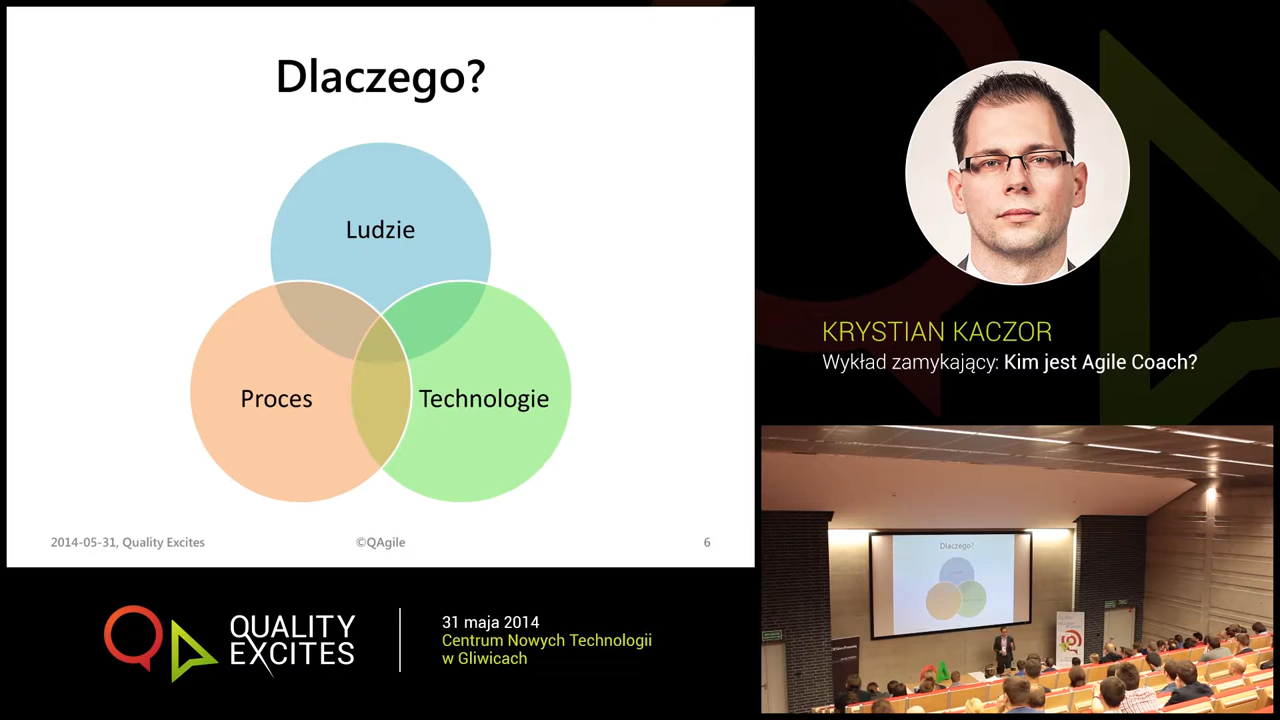 Dlaczego?
Ludzie
Proces
Technologie
2014-05-31, Quality Excites
©QAgile
6
KRYSTIAN KACZOR
Wykład zamykający: Kim jest Agile Coach?
QUALITY
EXCITES
31 maja 2014
Centrum Nowych Technologii
w Gliwicach
Dlaczego?